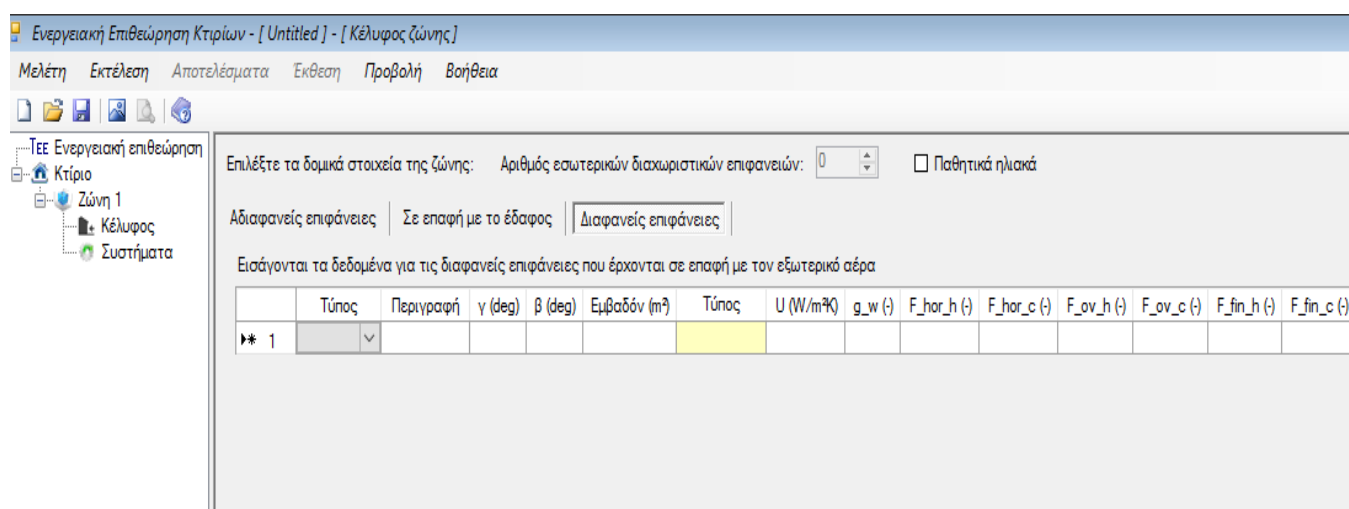 Ενεργειακή Επιθεώρηση Κτιρίων - [ Untitled ] - [ Κέλυφος ζώνης ]
Μελέτη Εκτέλεση Αποτελέσματα Έκθεση Προβολή Βοήθεια
ΤΕΕ Ενεργειακή επιθεώρηση
Κτίριο
Ζώνη 1
Κέλυφος
Συστήματα
Επιλέξτε τα δομικά στοιχεία της ζώνης: Αριθμός εσωτερικών διαχωριστικών επιφανειών: 0 Παθητικά ηλιακά
Αδιαφανείς επιφάνειες Σε επαφή με το έδαφος Διαφανείς επιφάνειες
Εισάγονται τα δεδομένα για τις διαφανείς επιφάνειες που έρχονται σε επαφή με τον εξωτερικό αέρα
Τύπος Περιγραφή γ (deg) β (deg) Εμβαδόν (m²) Τύπος U (W/m²K) g_w (-) F_hor_h (-) F_hor_c (-) F_ov_h (-) F_ov_c (-) F_fin_h (-) F_fin_c (-)
1